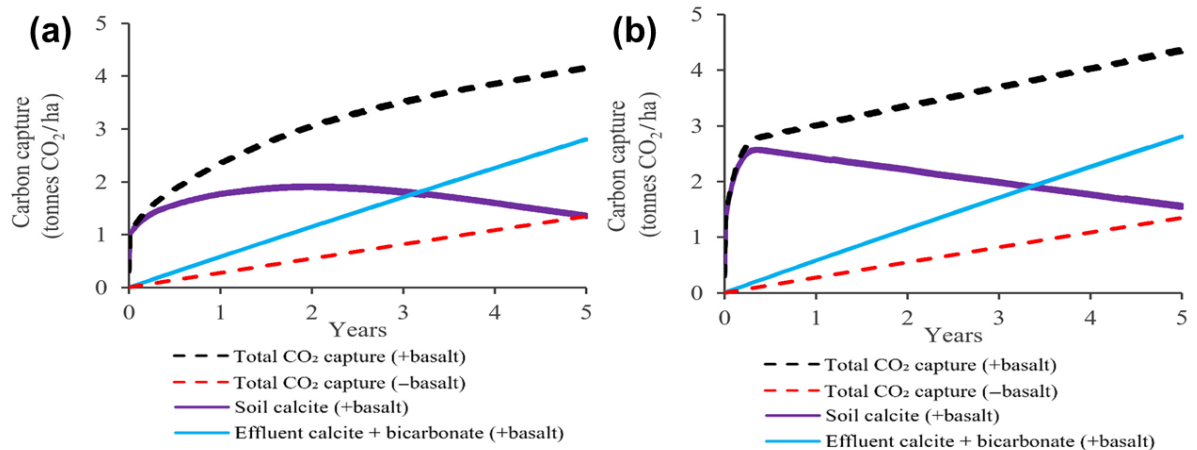 (a)
Carbon capture
(tonnes CO₂/ha)
5
4
3
2
1
0
0 1 2 3 4 5
Years
Total CO₂ capture (+basalt)
Total CO₂ capture (–basalt)
Soil calcite (+basalt)
Effluent calcite + bicarbonate (+basalt)
(b)
Carbon capture
(tonnes CO₂/ha)
5
4
3
2
1
0
0 1 2 3 4 5
Years
Total CO₂ capture (+basalt)
Total CO₂ capture (–basalt)
Soil calcite (+basalt)
Effluent calcite + bicarbonate (+basalt)